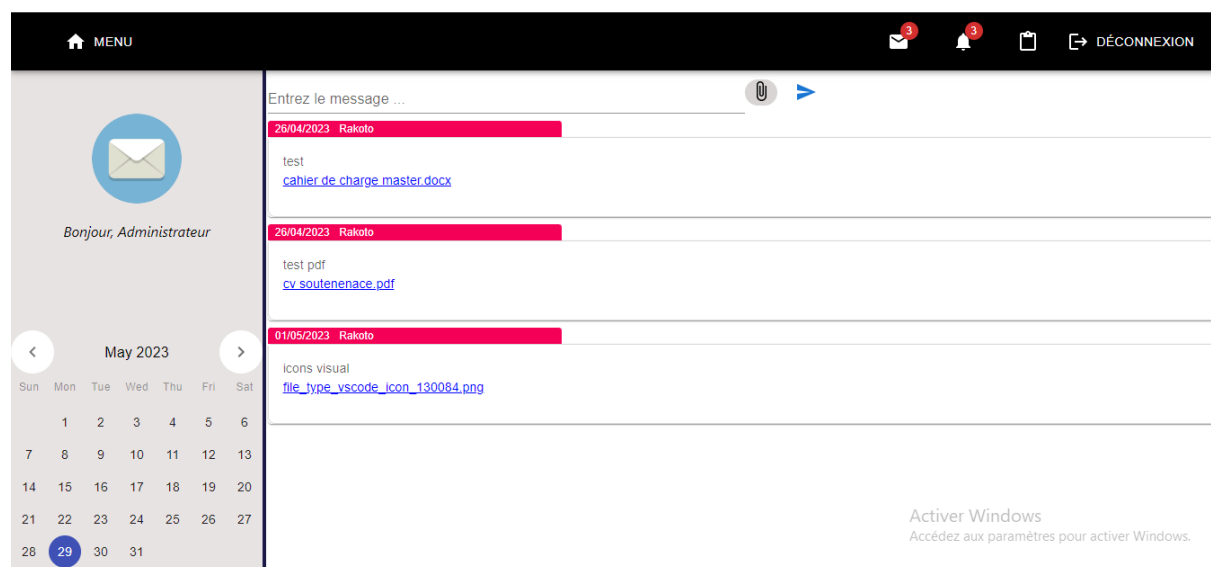 MENU 3 3 DÉCONNEXION
Bonjour, Administrateur
May 2023
Sun Mon Tue Wed Thu Fri Sat
1 2 3 4 5 6
7 8 9 10 11 12 13
14 15 16 17 18 19 20
21 22 23 24 25 26 27
28 29 30 31
Entrez le message ...
26/04/2023 Rakoto
test
cahier de charge master.docx
26/04/2023 Rakoto
test pdf
cv soutenenace.pdf
01/05/2023 Rakoto
icons visual
file_type_vscode_icon_130084.png
Activer Windows
Accédez aux paramètres pour activer Windows.